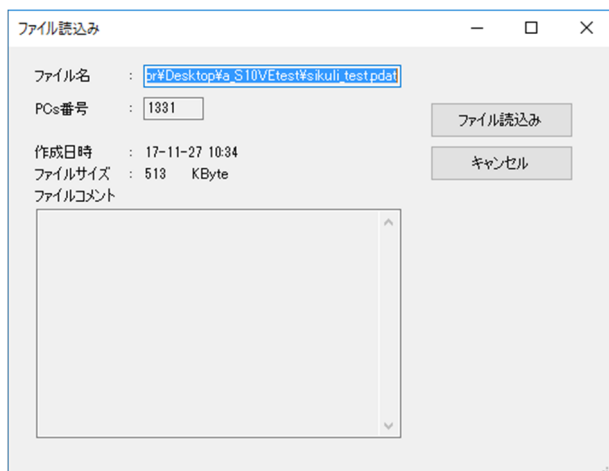 ファイル読込み
ファイル名 : or¥Desktop¥a_S10VEtest¥sikuli_test.pdat
PCs番号 : 1331
ファイル読込み
作成日時 : 17-11-27 10:34
キャンセル
ファイルサイズ : 513 KByte
ファイルコメント